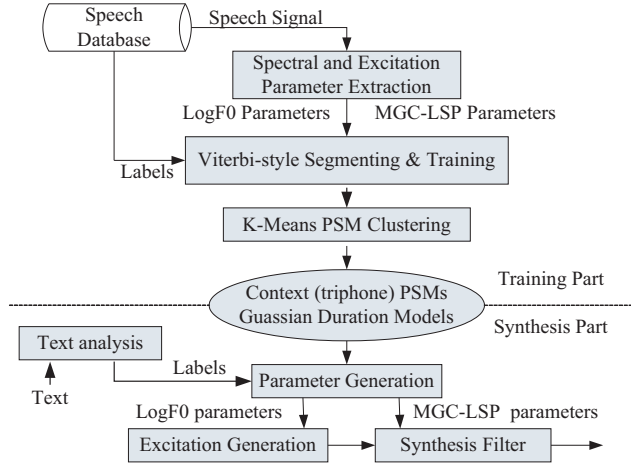 Speech
Database
Speech Signal
Spectral and Excitation
Parameter Extraction
LogF0 Parameters
MGC-LSP Parameters
Labels
Viterbi-style Segmenting & Training
K-Means PSM Clustering
Context (triphone) PSMs
Guassian Duration Models
Training Part
Synthesis Part
Text analysis
Text
Labels
Parameter Generation
LogF0 parameters
MGC-LSP parameters
Excitation Generation
Synthesis Filter